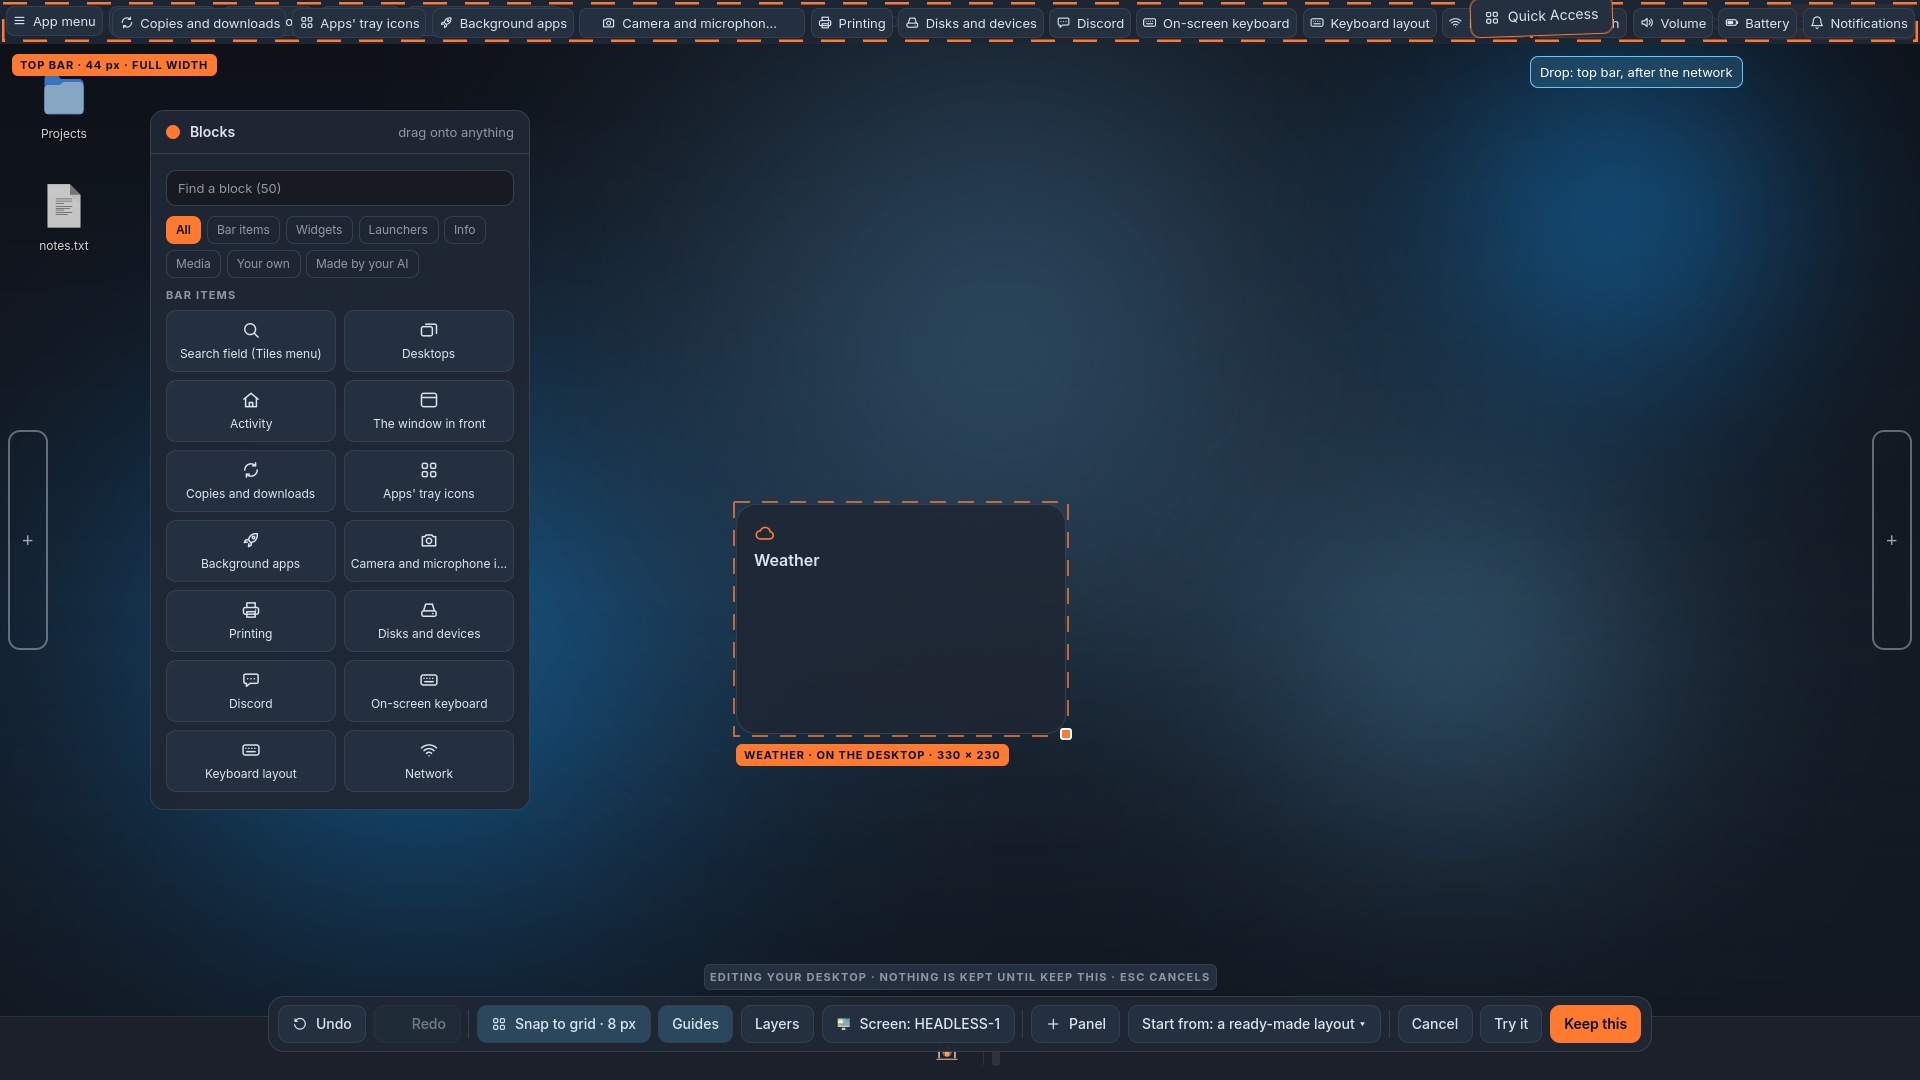 App menu
Copies and downloads
Apps' tray icons
Background apps
Camera and microphon...
Printing
Disks and devices
Discord
On-screen keyboard
Keyboard layout
Quick Access
Volume
Battery
Notifications
TOP BAR · 44 px · FULL WIDTH
Drop: top bar, after the network
Projects
notes.txt
Blocks
drag onto anything
Find a block (50)
All
Bar items
Widgets
Launchers
Info
Media
Your own
Made by your AI
BAR ITEMS
Search field (Tiles menu)
Desktops
Activity
The window in front
Copies and downloads
Apps' tray icons
Background apps
Camera and microphone i...
Printing
Disks and devices
Discord
On-screen keyboard
Keyboard layout
Network
+
+
Weather
WEATHER · ON THE DESKTOP · 330 × 230
EDITING YOUR DESKTOP · NOTHING IS KEPT UNTIL KEEP THIS · ESC CANCELS
Undo
Redo
Snap to grid · 8 px
Guides
Layers
Screen: HEADLESS-1
+ Panel
Start from: a ready-made layout ▾
Cancel
Try it
Keep this